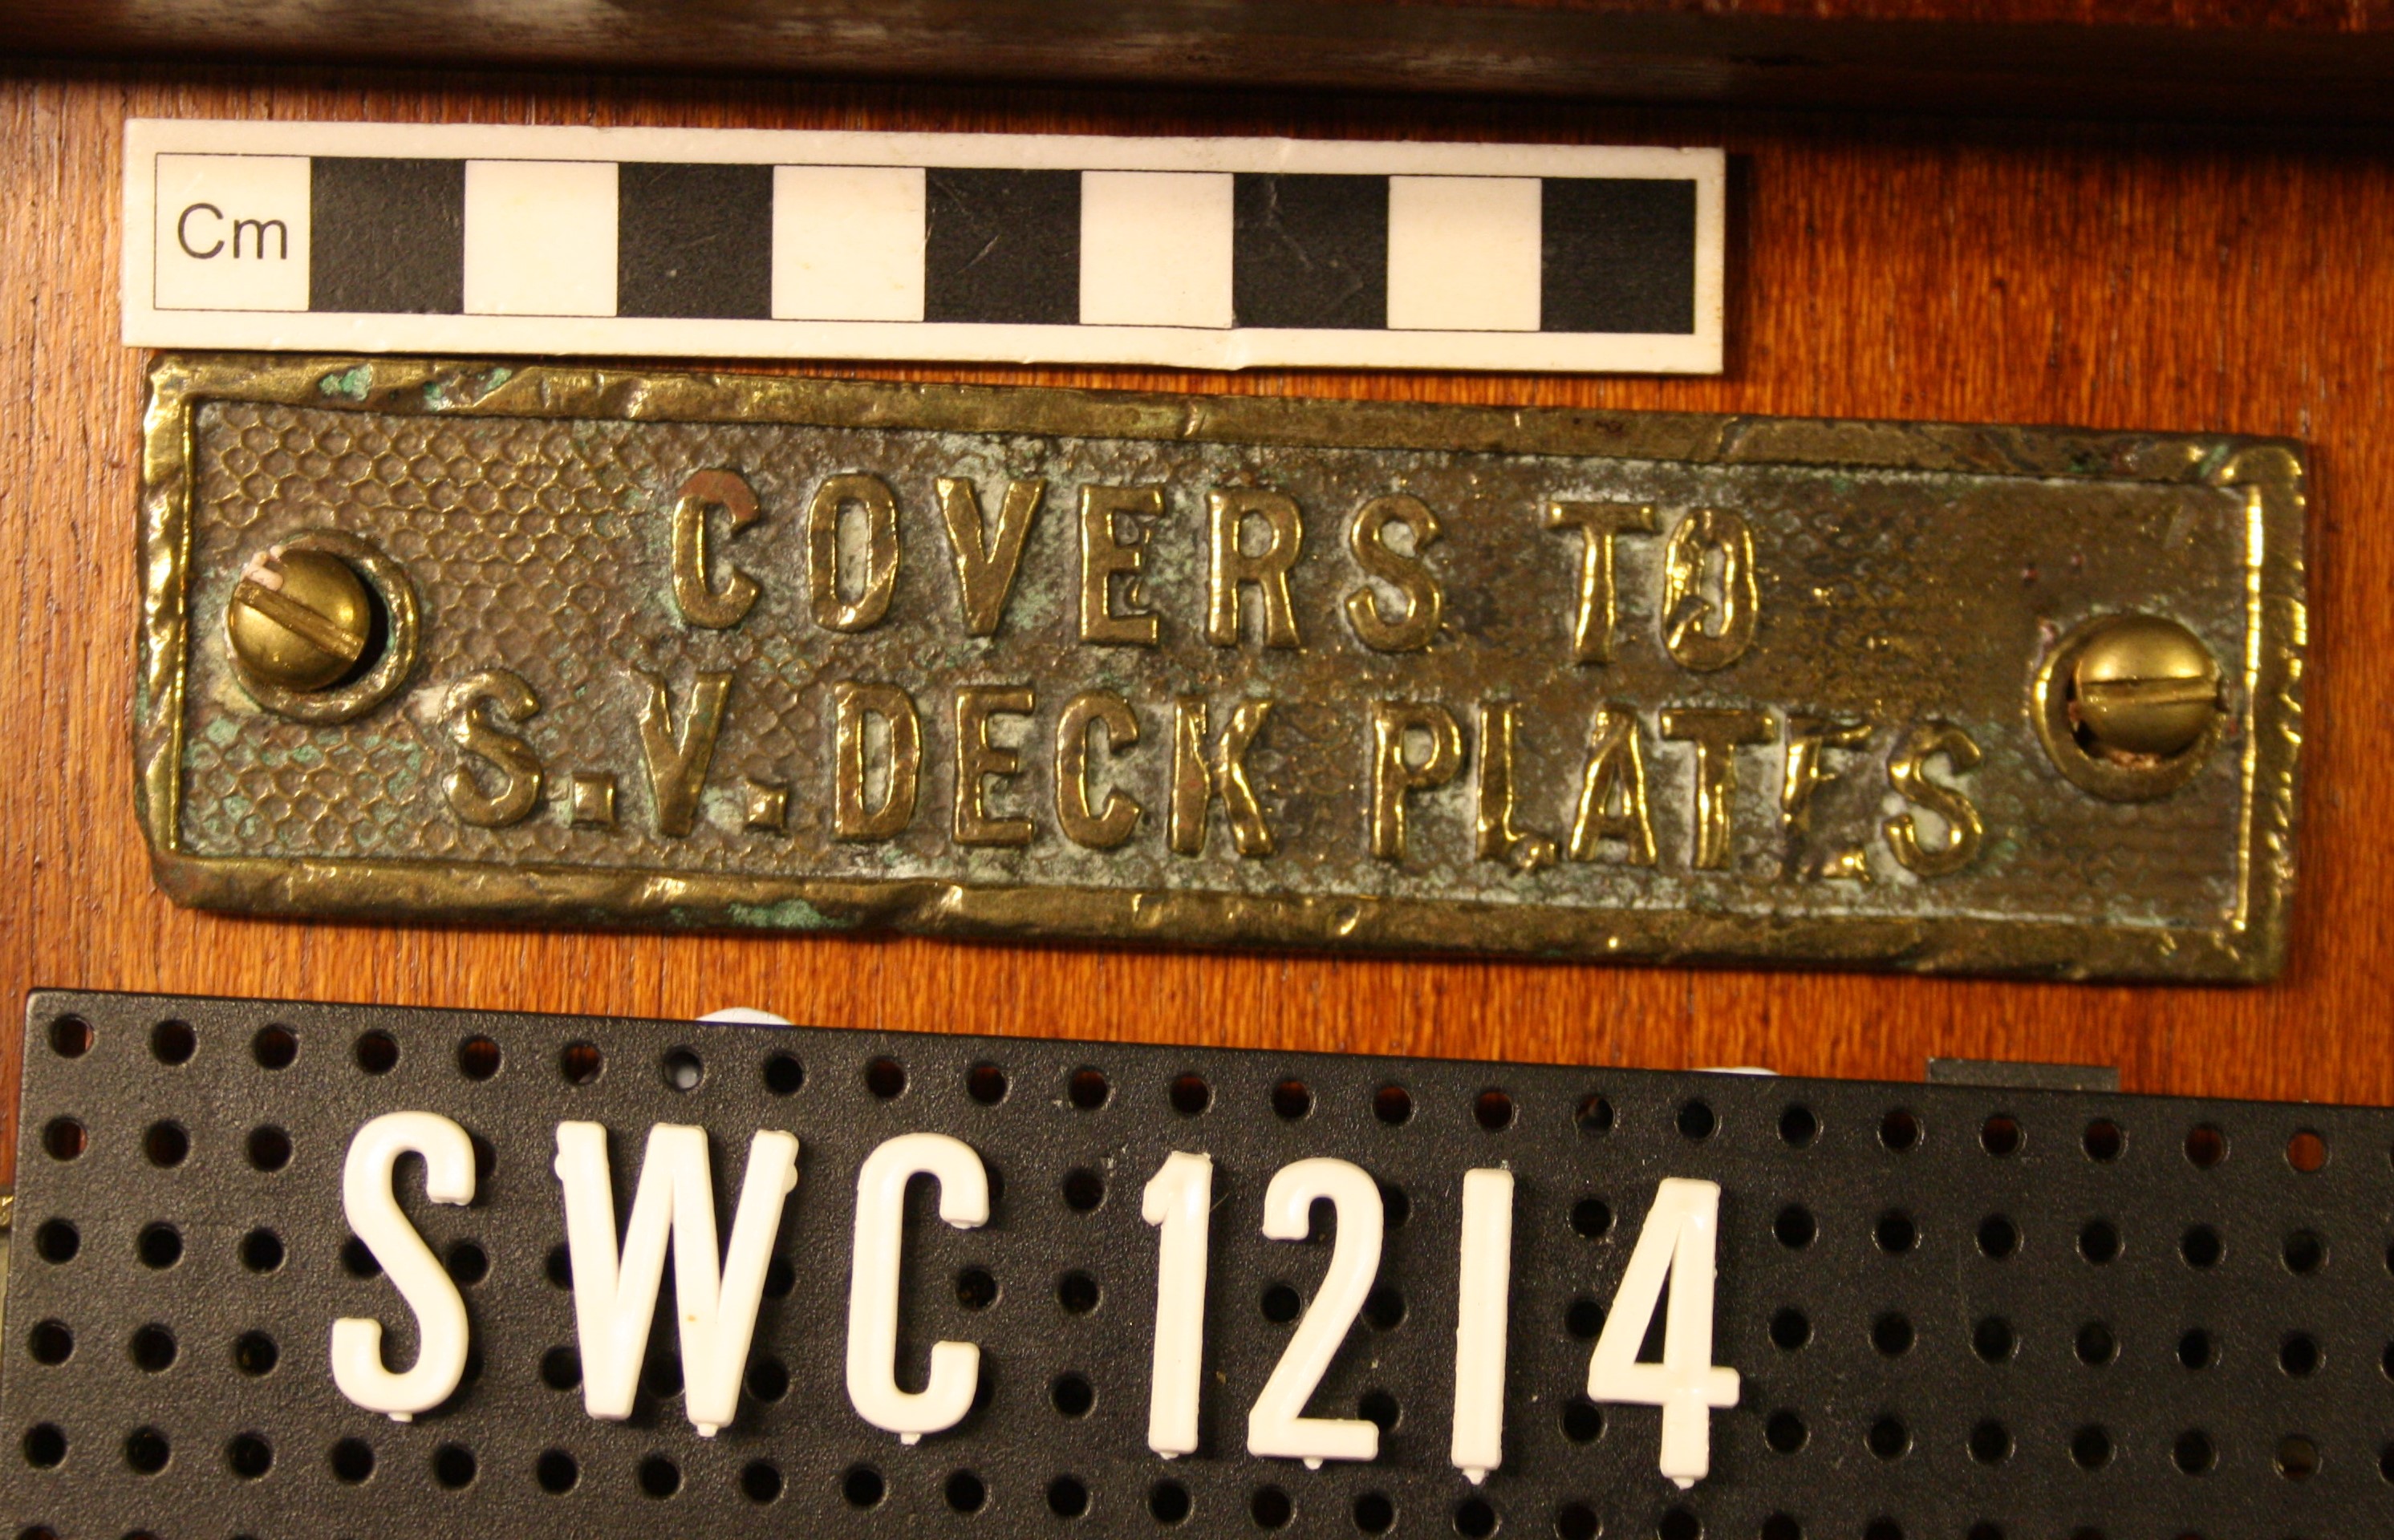 Cm
COVERS TO
S.V. DECK PLATES
SWC 1214